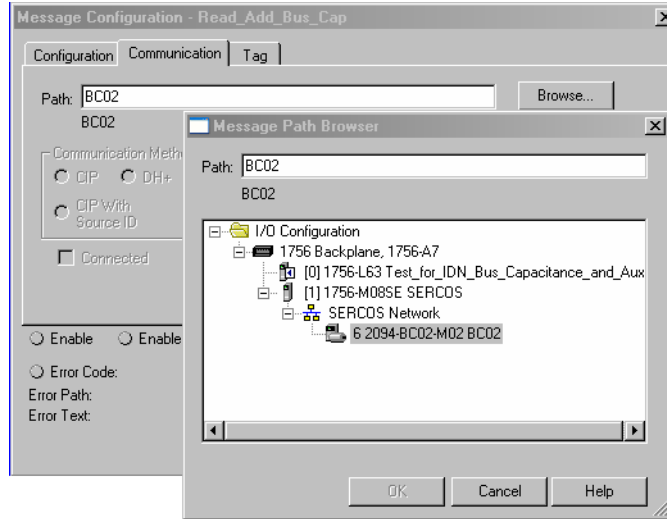 Message Configuration - Read_Add_Bus_Cap
Configuration Communication Tag
Path: BC02 Browse...
BC02
Communication Meth
CIP DH+
CIP With
Source ID
Connected
Enable Enable
Error Code:
Error Path:
Error Text:
Message Path Browser
Path: BC02
BC02
I/O Configuration
1756 Backplane, 1756-A7
[0] 1756-L63 Test_for_IDN_Bus_Capacitance_and_Aux
[1] 1756-M08SE SERCOS
SERCOS Network
6 2094-BC02-M02 BC02
OK Cancel Help